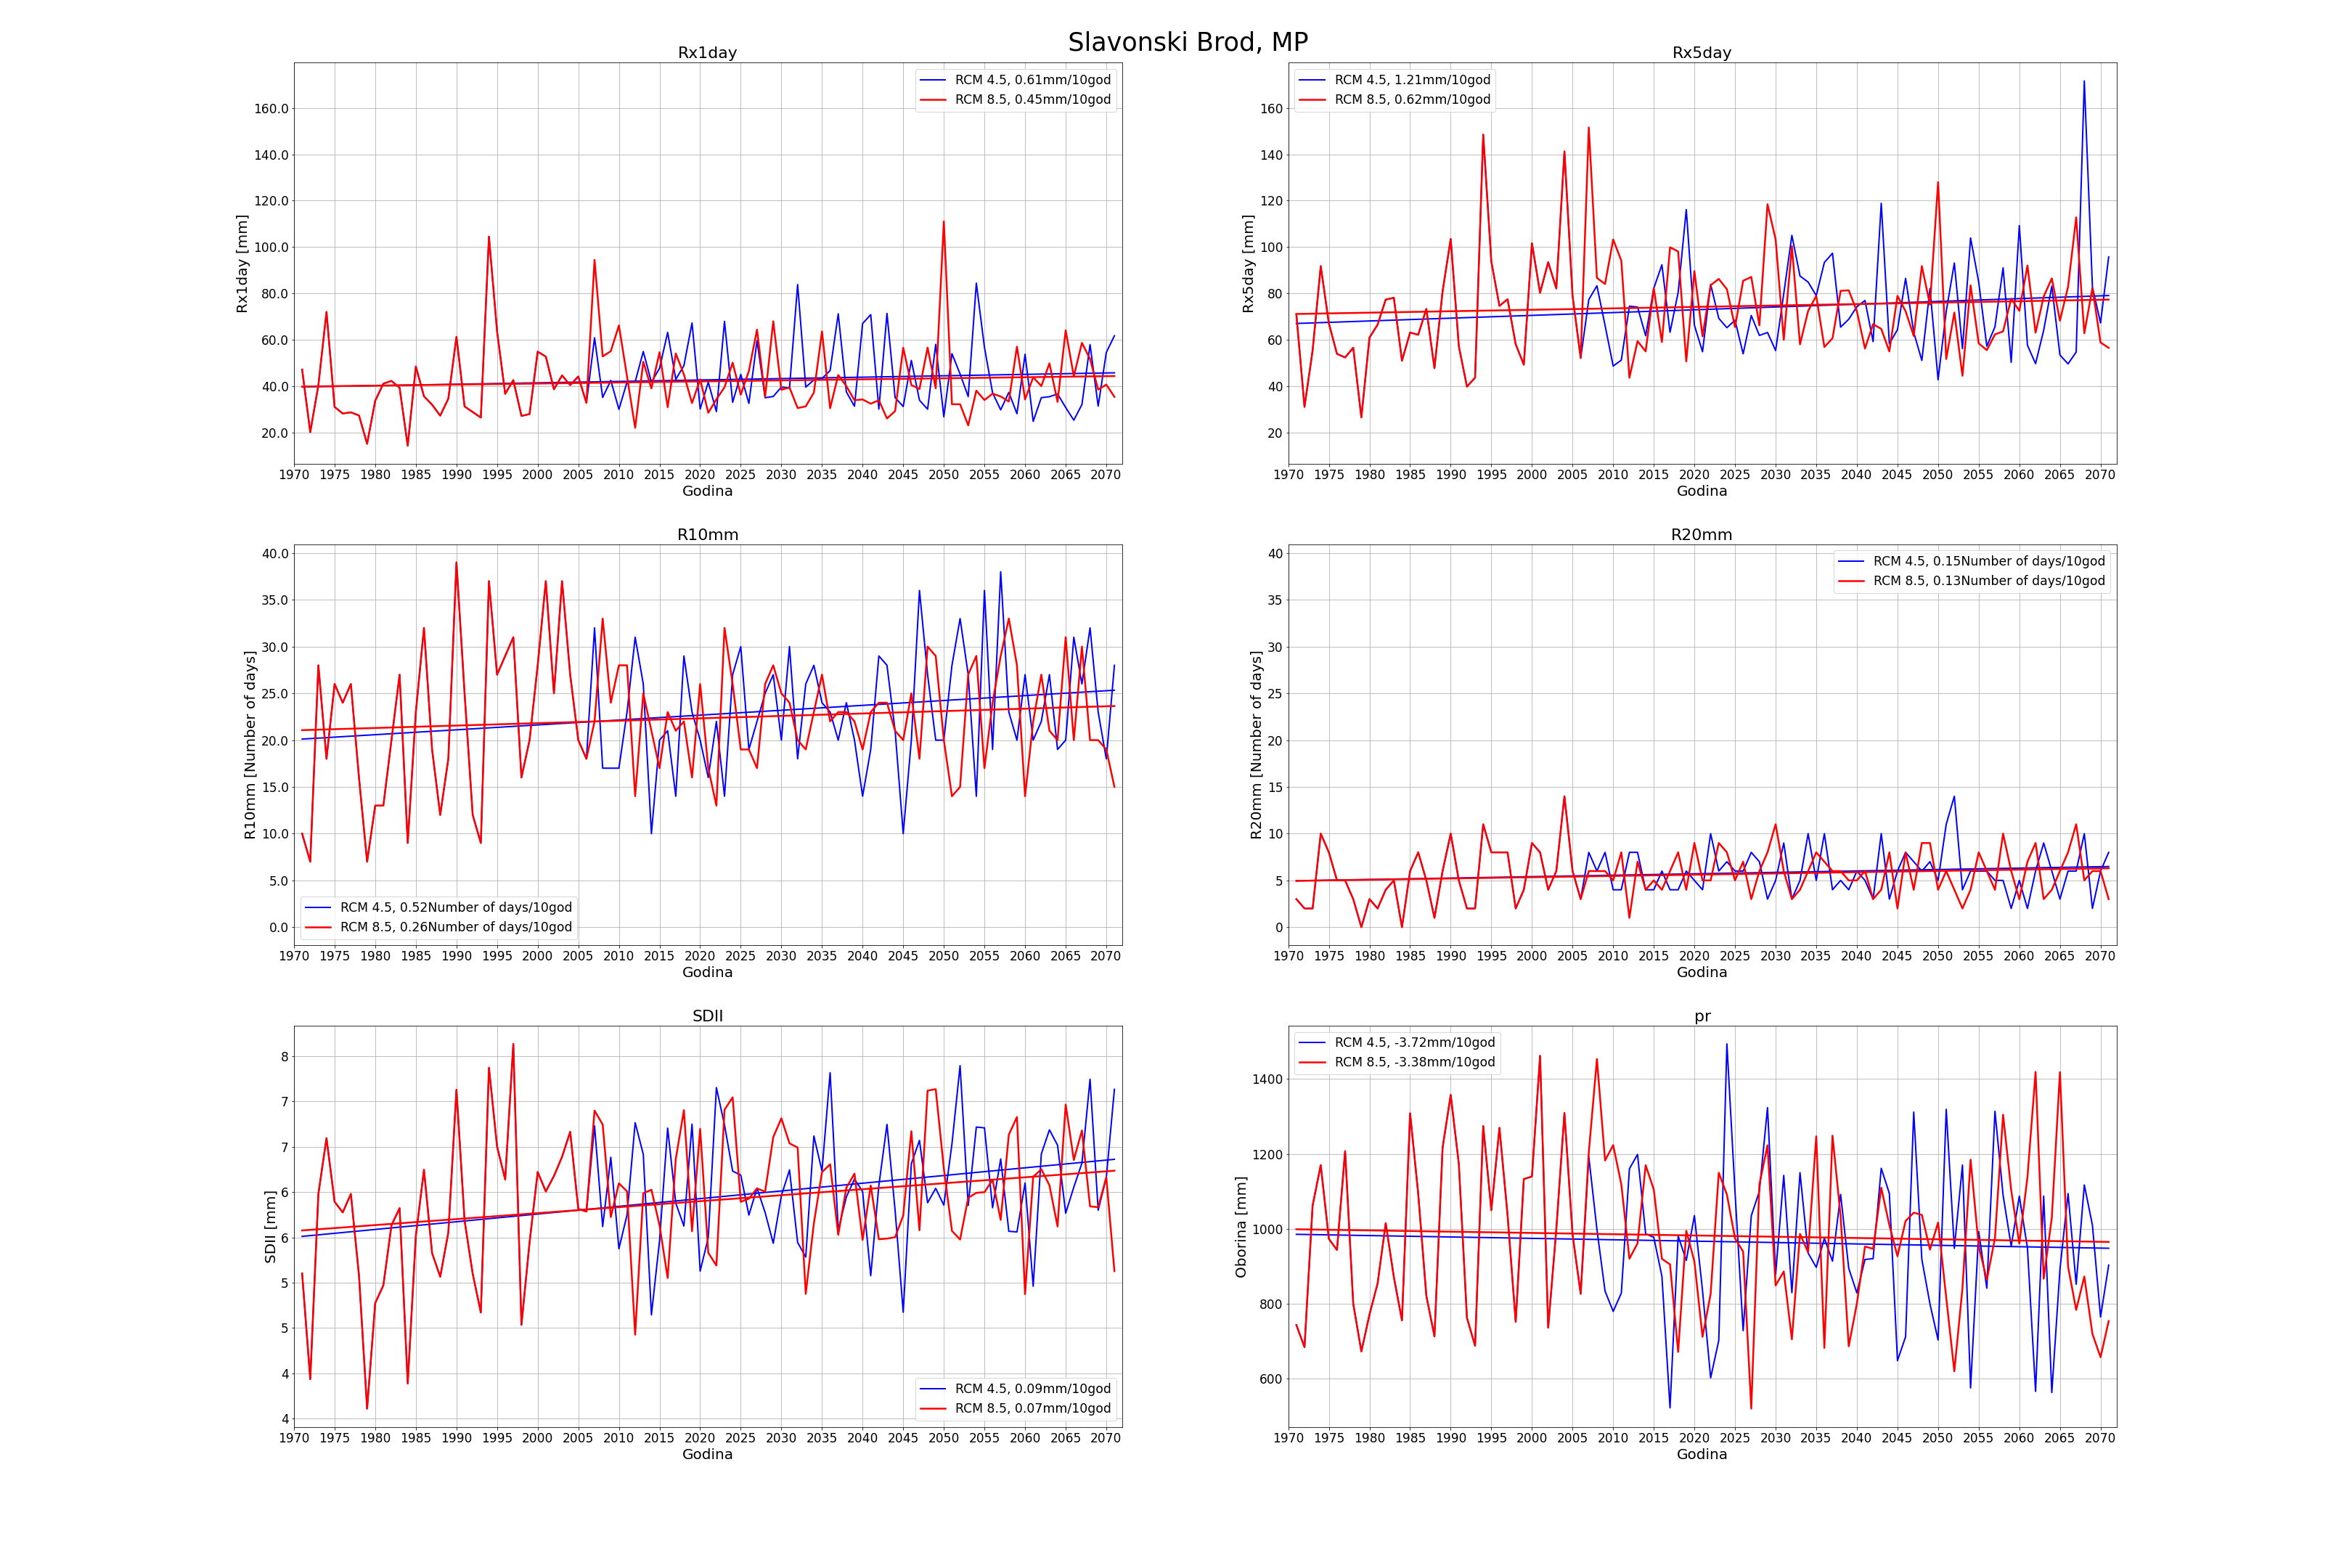 Slavonski Brod, MP
Rx1day
RCM 4.5, 0.61mm/10god
RCM 8.5, 0.45mm/10god
Rx1day [mm]
160.0
140.0
120.0
100.0
80.0
60.0
40.0
20.0
1970 1975 1980 1985 1990 1995 2000 2005 2010 2015 2020 2025 2030 2035 2040 2045 2050 2055 2060 2065 2070
Godina
Rx5day
RCM 4.5, 1.21mm/10god
RCM 8.5, 0.62mm/10god
Rx5day [mm]
160
140
120
100
80
60
40
20
1970 1975 1980 1985 1990 1995 2000 2005 2010 2015 2020 2025 2030 2035 2040 2045 2050 2055 2060 2065 2070
Godina
R10mm
R10mm [Number of days]
40.0
35.0
30.0
25.0
20.0
15.0
10.0
5.0
0.0
RCM 4.5, 0.52Number of days/10god
RCM 8.5, 0.26Number of days/10god
1970 1975 1980 1985 1990 1995 2000 2005 2010 2015 2020 2025 2030 2035 2040 2045 2050 2055 2060 2065 2070
Godina
R20mm
RCM 4.5, 0.15Number of days/10god
RCM 8.5, 0.13Number of days/10god
R20mm [Number of days]
40
35
30
25
20
15
10
5
0
1970 1975 1980 1985 1990 1995 2000 2005 2010 2015 2020 2025 2030 2035 2040 2045 2050 2055 2060 2065 2070
Godina
SDII
SDII [mm]
8
7
7
6
6
5
5
4
4
RCM 4.5, 0.09mm/10god
RCM 8.5, 0.07mm/10god
1970 1975 1980 1985 1990 1995 2000 2005 2010 2015 2020 2025 2030 2035 2040 2045 2050 2055 2060 2065 2070
Godina
pr
RCM 4.5, -3.72mm/10god
RCM 8.5, -3.38mm/10god
Oborina [mm]
1400
1200
1000
800
600
1970 1975 1980 1985 1990 1995 2000 2005 2010 2015 2020 2025 2030 2035 2040 2045 2050 2055 2060 2065 2070
Godina